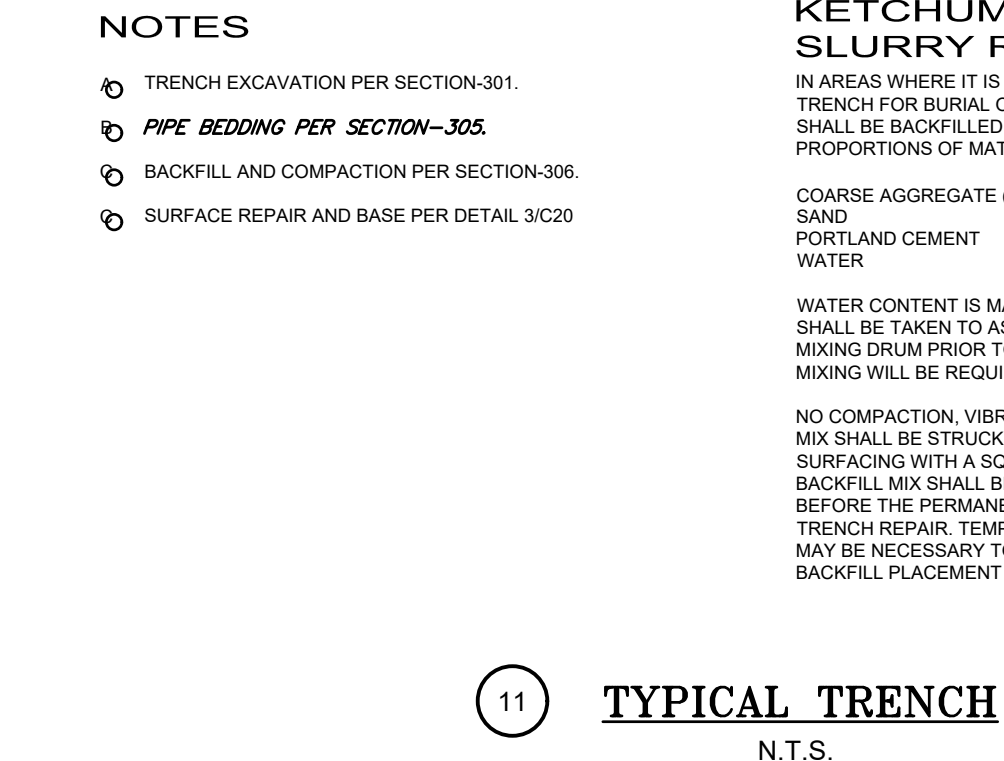 NOTES
A TRENCH EXCAVATION PER SECTION-301.
B PIPE BEDDING PER SECTION-305.
C BACKFILL AND COMPACTION PER SECTION-306.
SURFACE REPAIR AND BASE PER DETAIL 3/C20
KETCHUM
SLURRY
IN AREAS WHERE IT IS
TRENCH FOR BURIAL
SHALL BE BACKFILLED
PROPORTIONS OF
COARSE AGGREGATE
SAND
PORTLAND CEMENT
WATER
WATER CONTENT IS
SHALL BE TAKEN TO
MIXING DRUM PRIOR
MIXING WILL BE
NO COMPACTION,
MIX SHALL BE STRUCK
SURFACING WITH A
BACKFILL MIX SHALL
BEFORE THE
TRENCH REPAIR.
MAY BE NECESSARY
BACKFILL PLACEMENT
11 TYPICAL TRENCH
N.T.S.